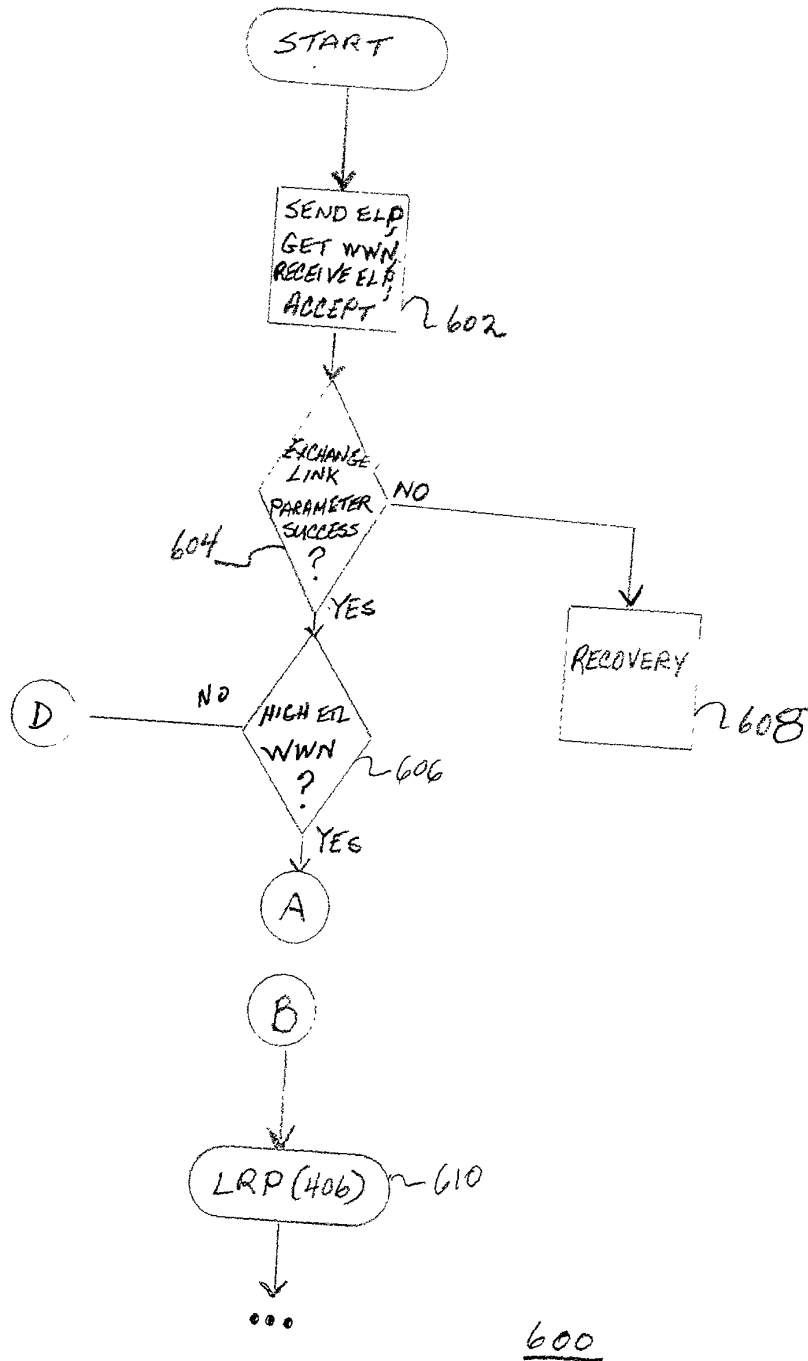 START
SEND ELP,
GET WWN,
RECEIVE ELP,
ACCEPT
602
EXCHANGE
LINK
PARAMETER
SUCCESS
?
604
NO
YES
RECOVERY
608
D
NO
HIGHER
WWN
?
606
YES
A
B
LRP (406)
610
...
600